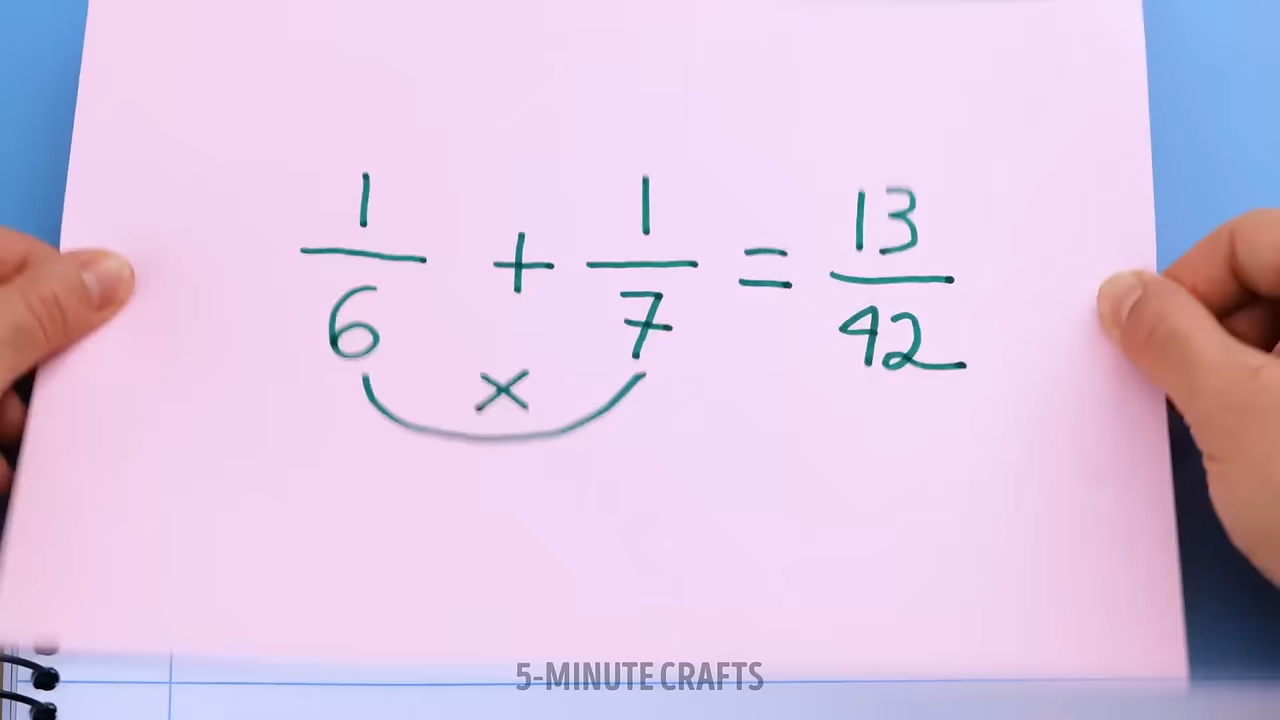 1/6 + 1/7 = 13/42
×
5-MINUTE CRAFTS